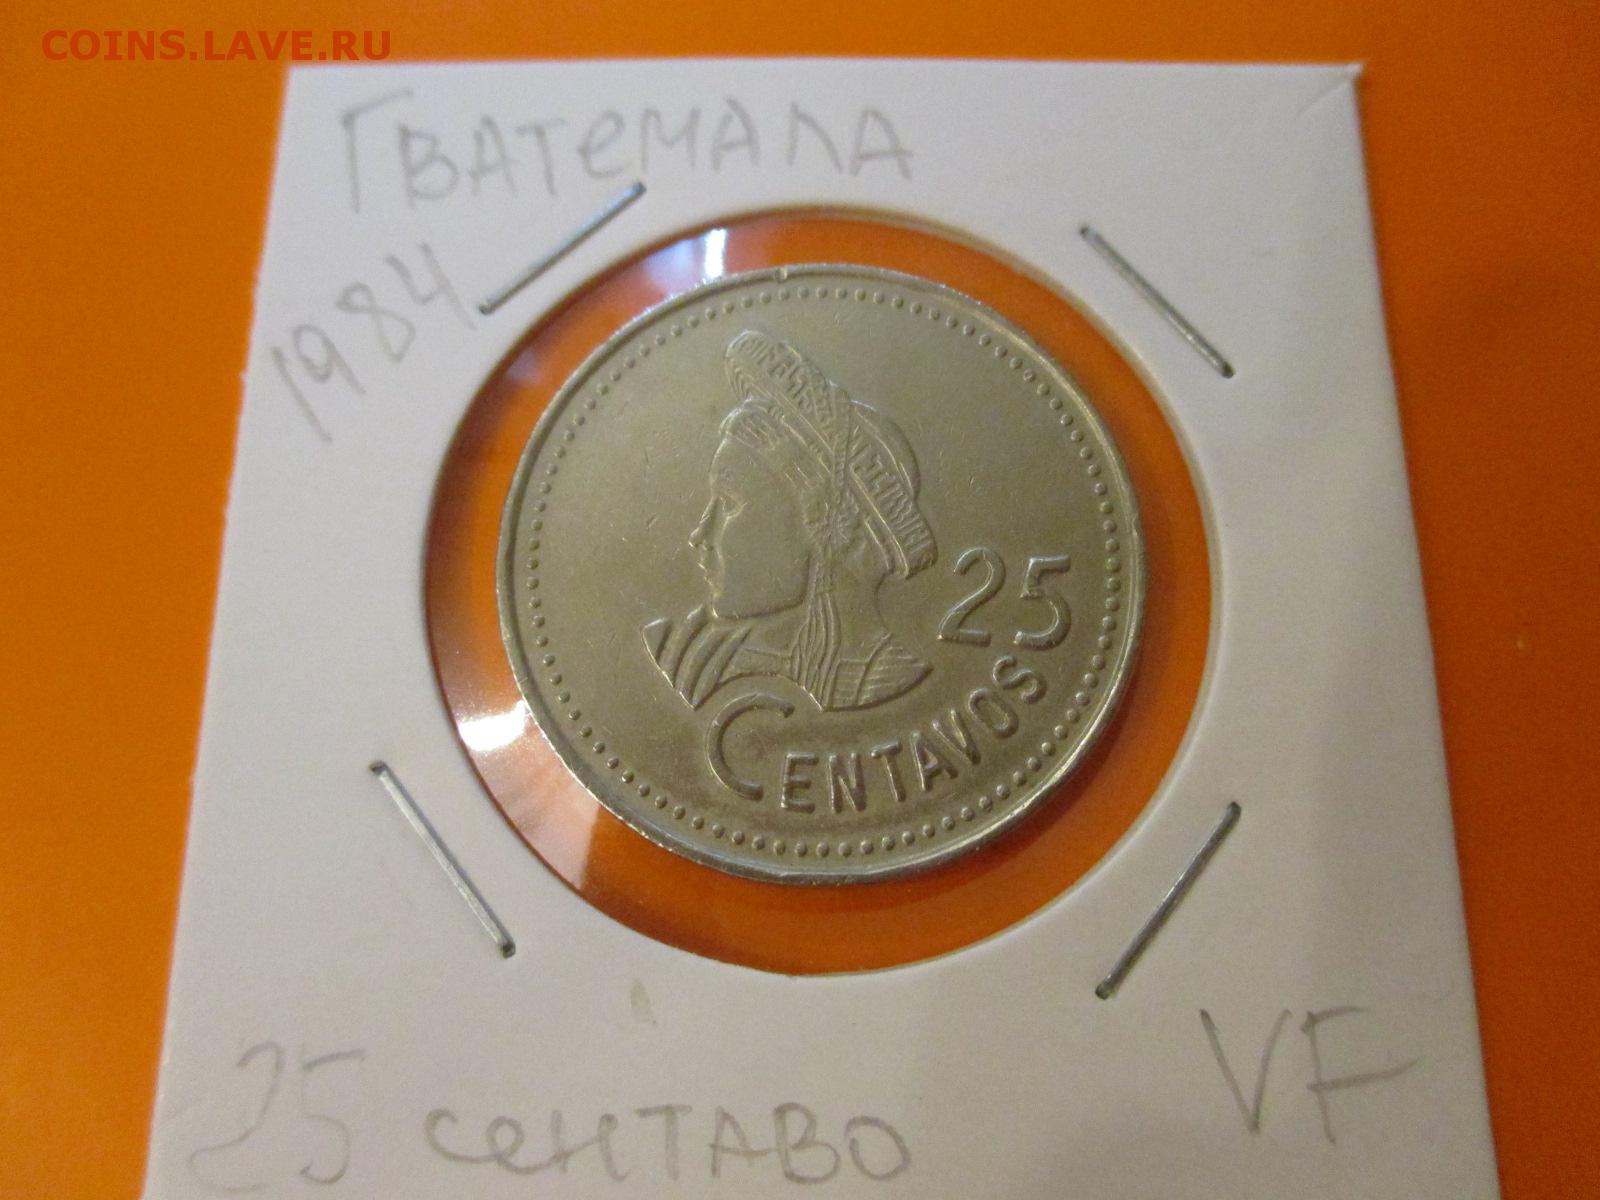 COINS.LAVE.RU
ГВАТеМАЛА
1984
25
CENTAVOS
25 сентаво
VF